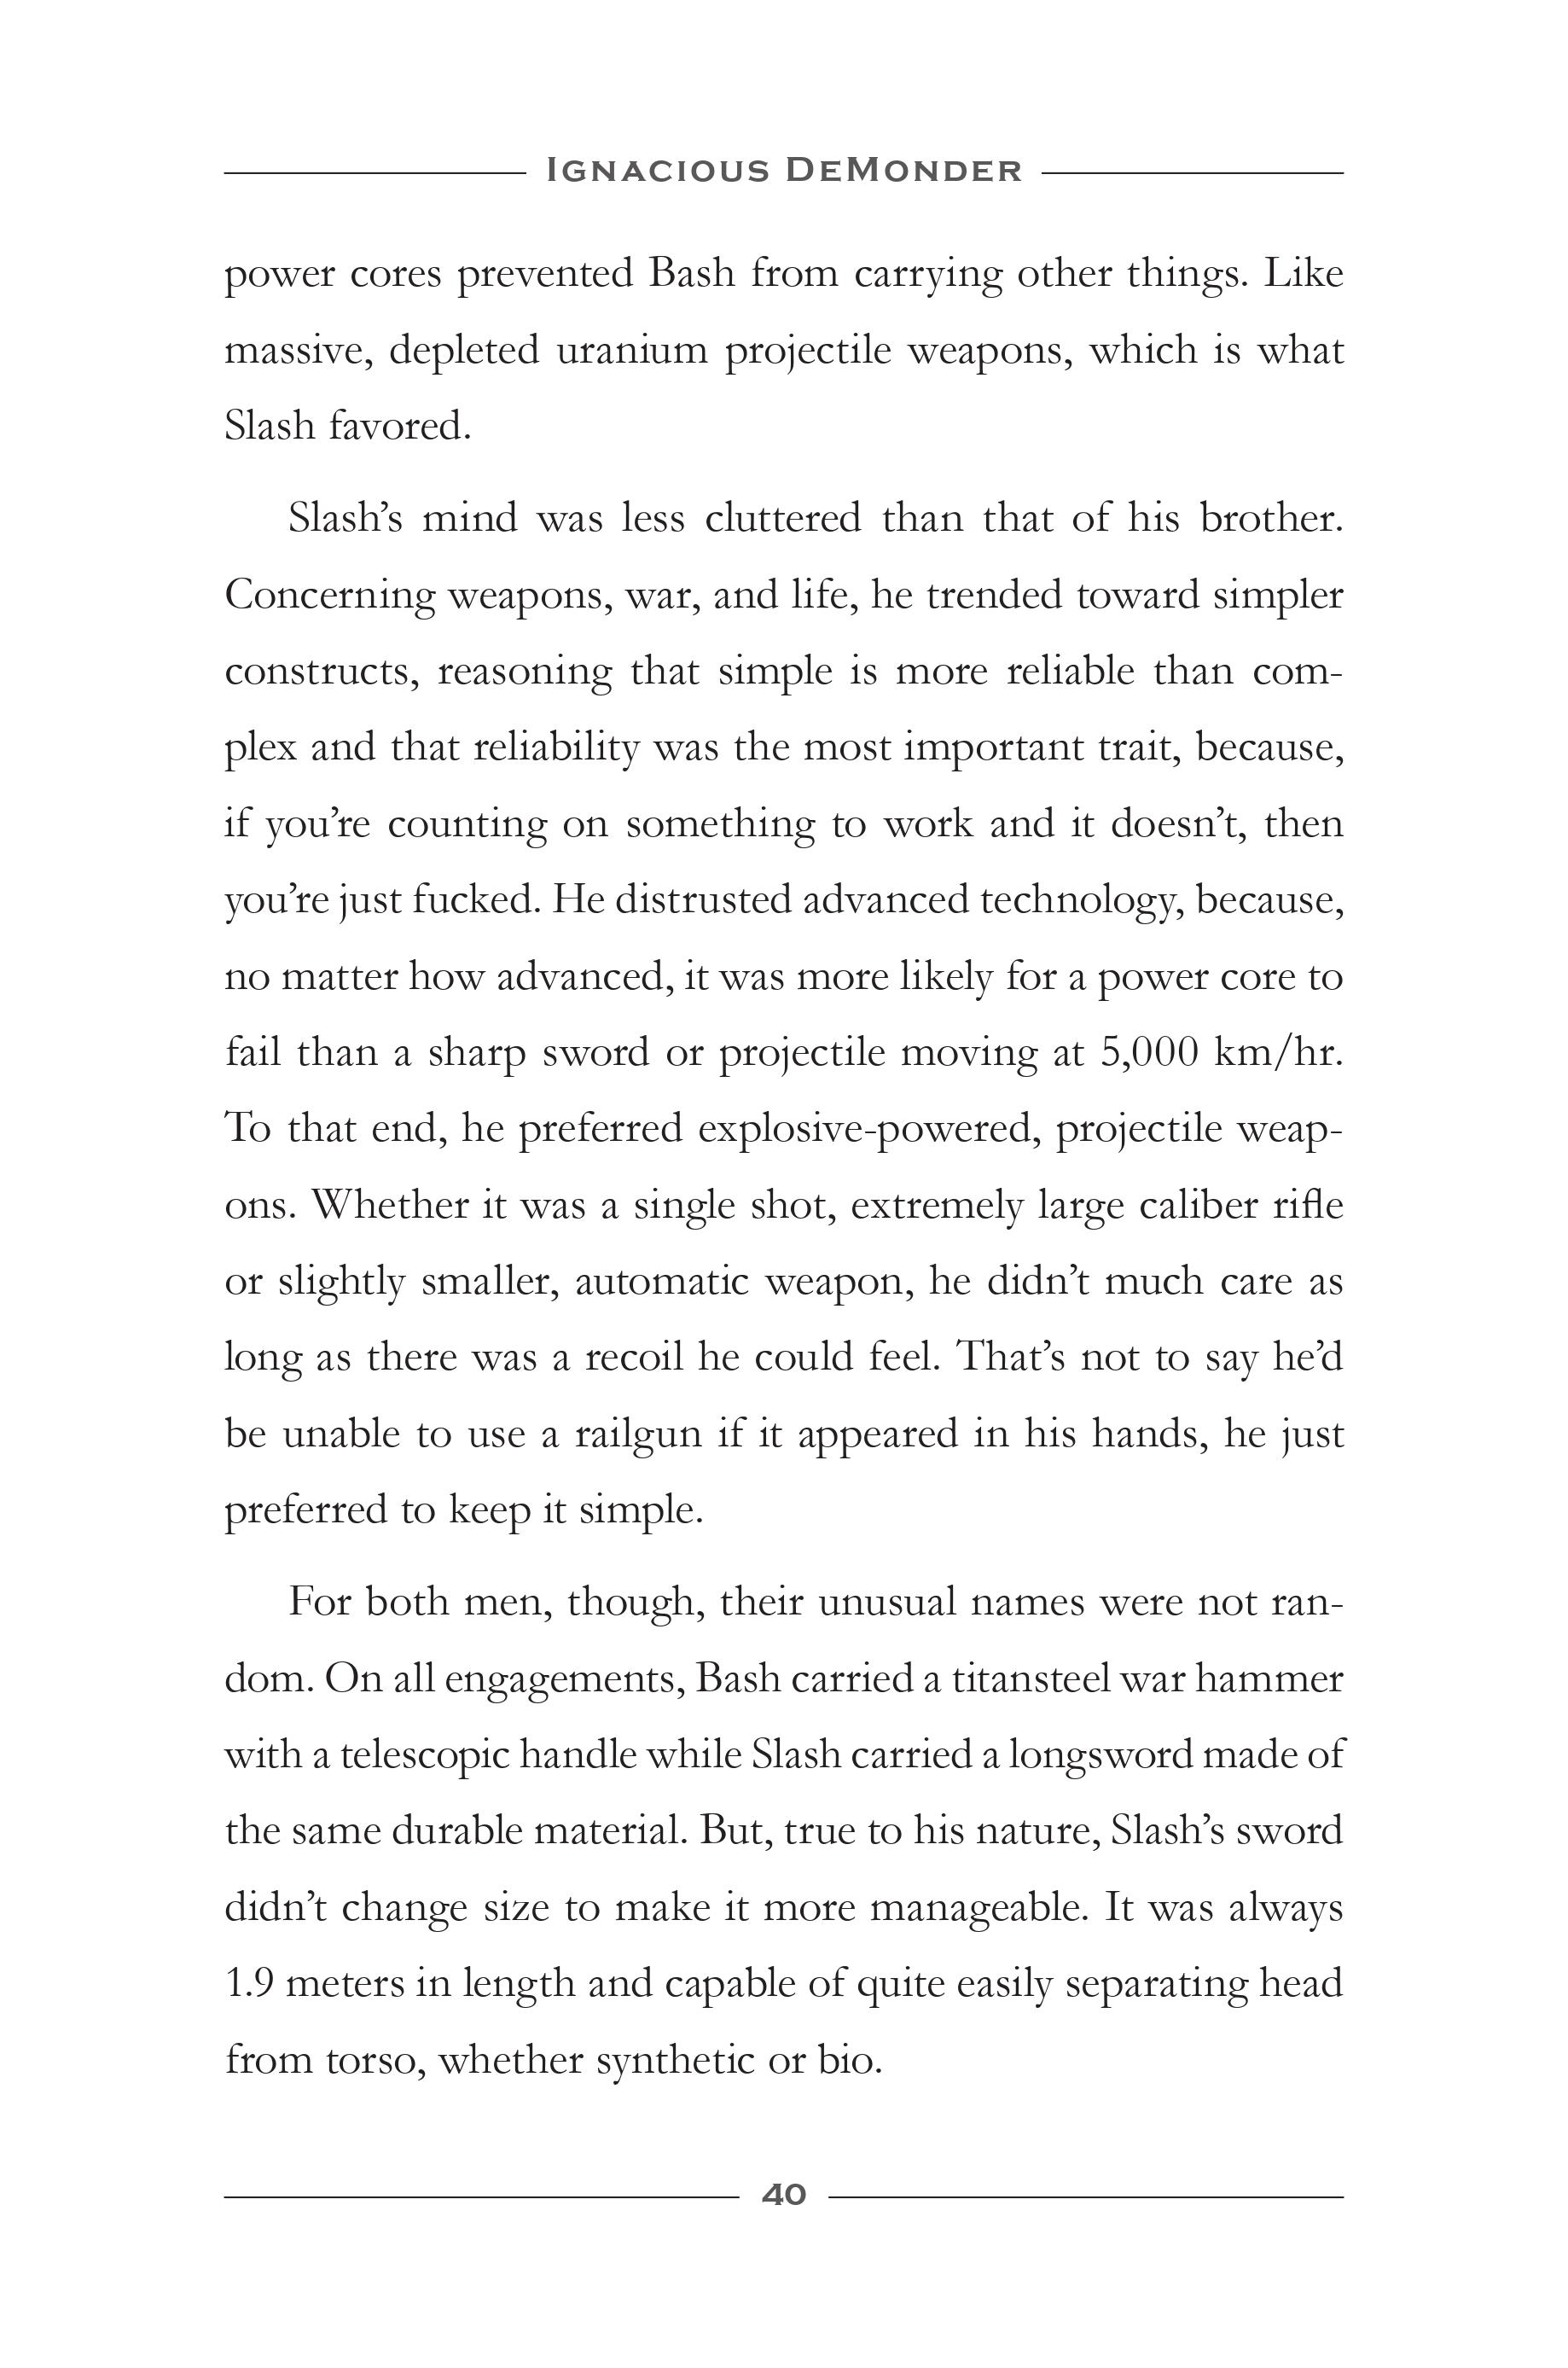 Ignacious DeMonder
power cores prevented Bash from carrying other things. Like
massive, depleted uranium projectile weapons, which is what
Slash favored.
Slash’s mind was less cluttered than that of his brother.
Concerning weapons, war, and life, he trended toward simpler
constructs, reasoning that simple is more reliable than com-
plex and that reliability was the most important trait, because,
if you’re counting on something to work and it doesn’t, then
you’re just fucked. He distrusted advanced technology, because,
no matter how advanced, it was more likely for a power core to
fail than a sharp sword or projectile moving at 5,000 km/hr.
To that end, he preferred explosive-powered, projectile weap-
ons. Whether it was a single shot, extremely large caliber rifle
or slightly smaller, automatic weapon, he didn’t much care as
long as there was a recoil he could feel. That’s not to say he’d
be unable to use a railgun if it appeared in his hands, he just
preferred to keep it simple.
For both men, though, their unusual names were not ran-
dom. On all engagements, Bash carried a titansteel war hammer
with a telescopic handle while Slash carried a longsword made of
the same durable material. But, true to his nature, Slash’s sword
didn’t change size to make it more manageable. It was always
1.9 meters in length and capable of quite easily separating head
from torso, whether synthetic or bio.
40